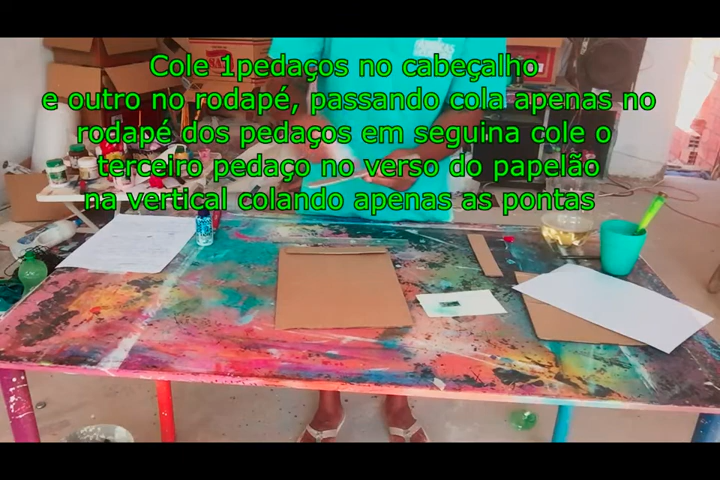 Cole 1pedaços no cabeçalho
e outro no rodapé, passando cola apenas no
rodapé dos pedaços em seguina cole o
terceiro pedaço no verso do papelão
na vertical colando apenas as pontas